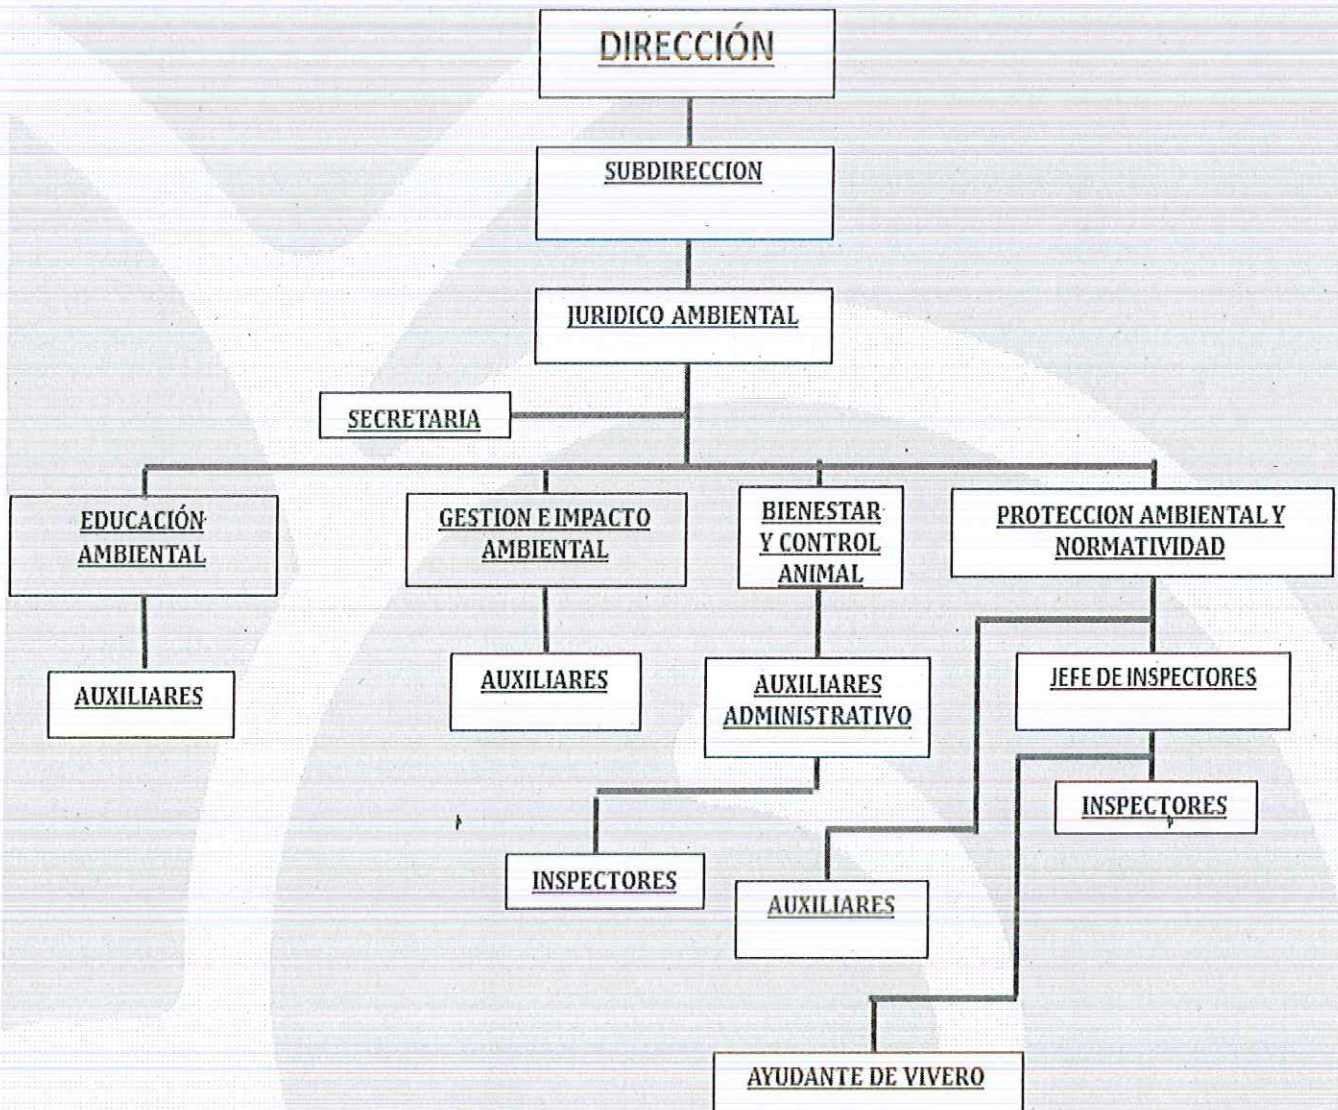 DIRECCIÓN
SUBDIRECCION
JURIDICO AMBIENTAL
SECRETARIA
EDUCACIÓN
AMBIENTAL
GESTION E IMPACTO
AMBIENTAL
BIENESTAR
Y CONTROL
ANIMAL
PROTECCION AMBIENTAL Y
NORMATIVIDAD
AUXILIARES
AUXILIARES
AUXILIARES
ADMINISTRATIVO
JEFE DE INSPECTORES
INSPECTORES
INSPECTORES
AUXILIARES
AYUDANTE DE VIVERO